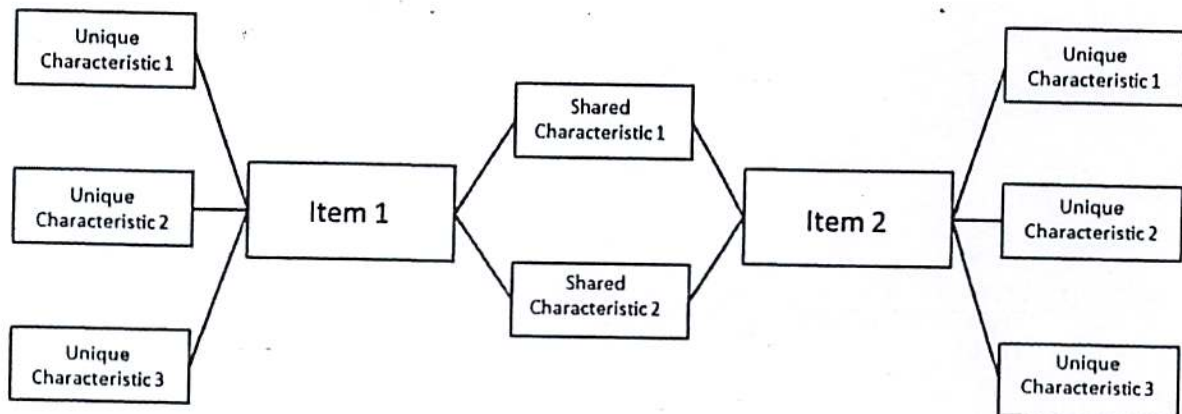 Unique
Characteristic 1
Unique
Characteristic 2
Unique
Characteristic 3
Item 1
Shared
Characteristic 1
Shared
Characteristic 2
Item 2
Unique
Characteristic 1
Unique
Characteristic 2
Unique
Characteristic 3